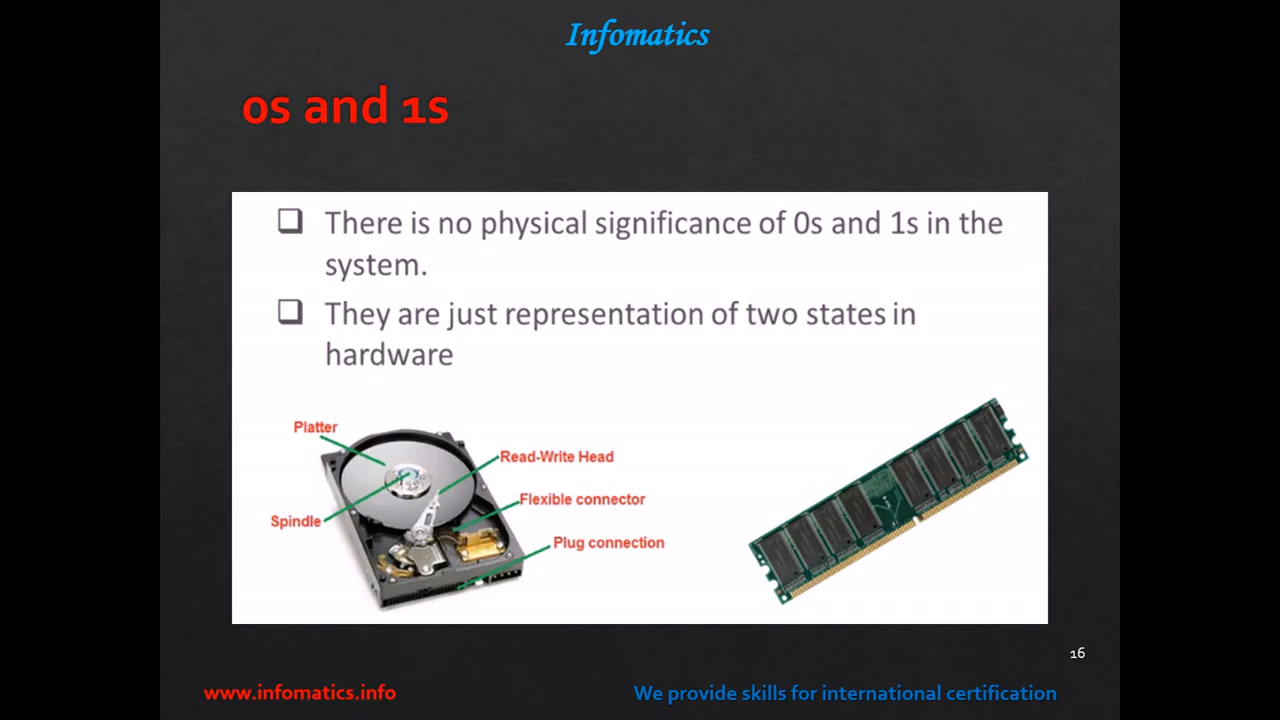 Infomatics
0s and 1s
❑ There is no physical significance of 0s and 1s in the
system.
❑ They are just representation of two states in
hardware
Platter
Read-Write Head
Flexible connector
Spindle
Plug connection
16
www.infomatics.info
We provide skills for international certification